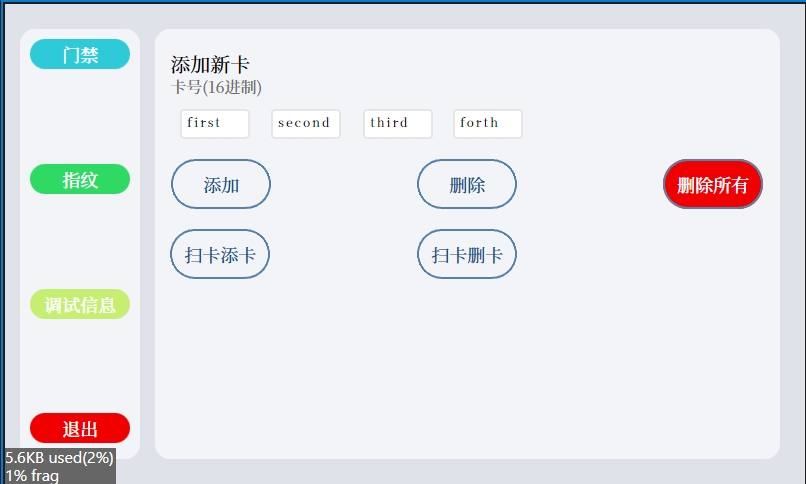 门禁
指纹
调试信息
退出
添加新卡
卡号(16进制)
first second third forth
添加 删除 删除所有
扫卡添卡 扫卡删卡
5.6KB used(2%)
1% frag